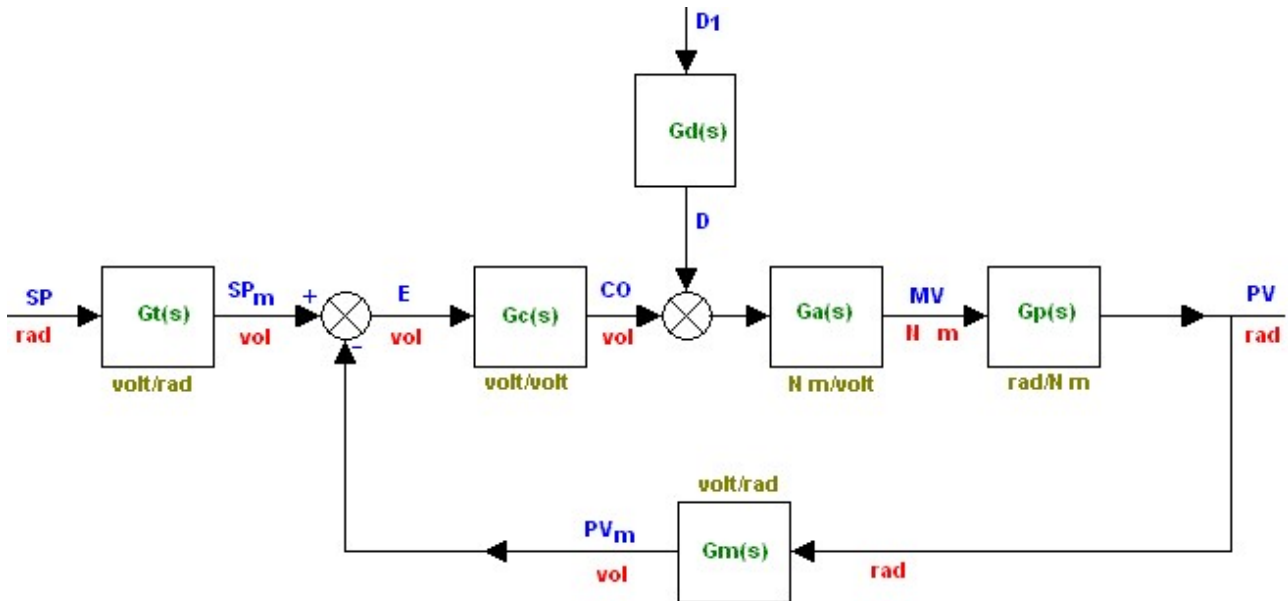 D1
Gd(s)
D
SP
rad
Gt(s)
volt/rad
SPm
vol
+
-
E
vol
Gc(s)
volt/volt
CO
vol
Ga(s)
N m/volt
MV
N m
Gp(s)
rad/N m
PV
rad
volt/rad
PVm
vol
Gm(s)
rad